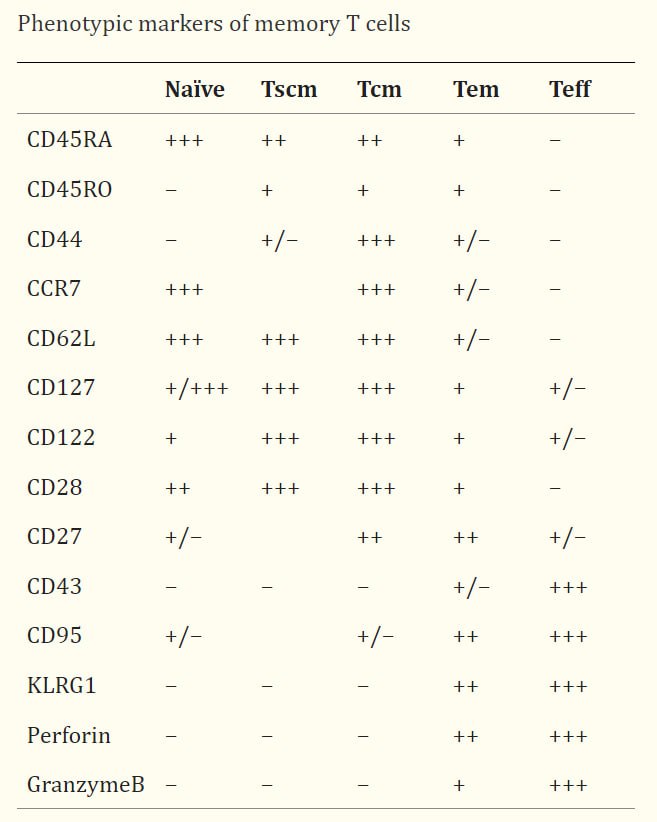 Phenotypic markers of memory T cells
Naïve Tscm Tcm Tem Teff
CD45RA +++ ++ ++ + –
CD45RO – + + + –
CD44 – +/– +++ +/– –
CCR7 +++ +++ +/– –
CD62L +++ +++ +++ +/– –
CD127 +/+++ +++ +++ + +/–
CD122 + +++ +++ + +/–
CD28 ++ +++ +++ + –
CD27 +/– ++ ++ +/–
CD43 – – – +/– +++
CD95 +/– +/– ++ +++
KLRG1 – – – ++ +++
Perforin – – – ++ +++
GranzymeB – – – + +++